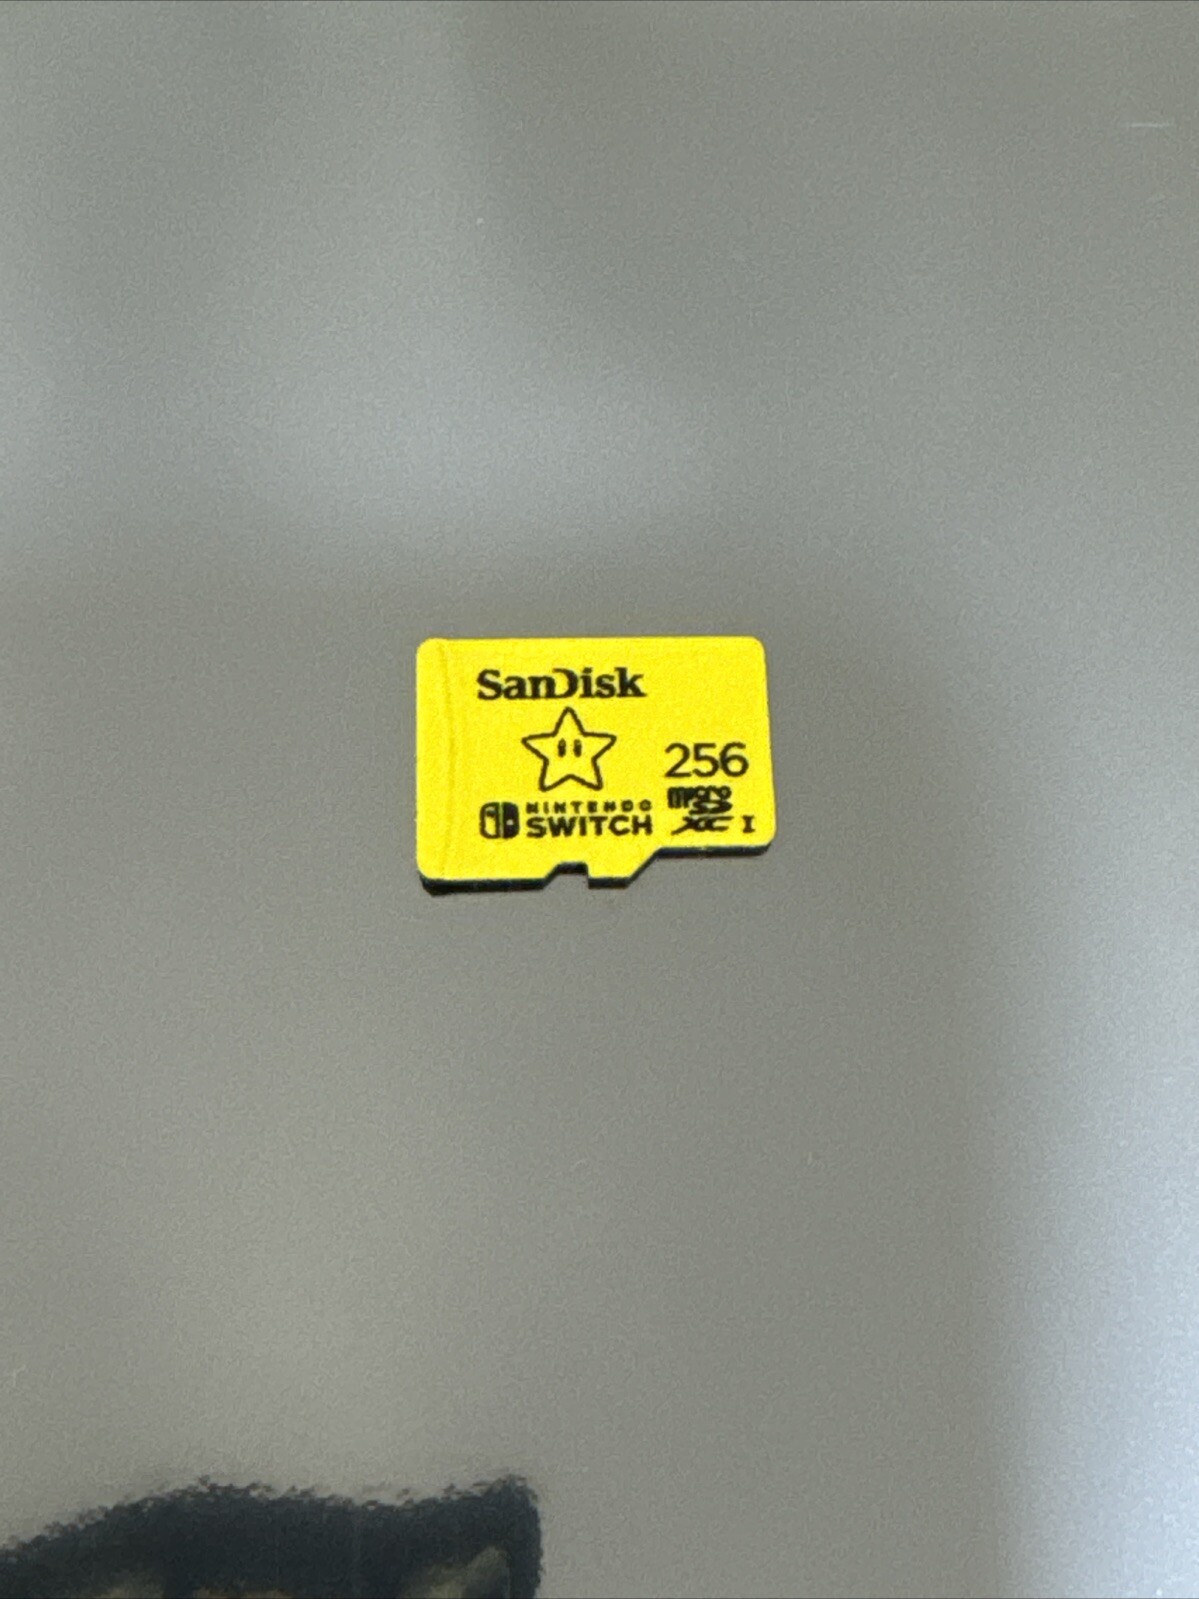 SanDisk
256
NINTENDO
SWITCH
micro
SD
XC I